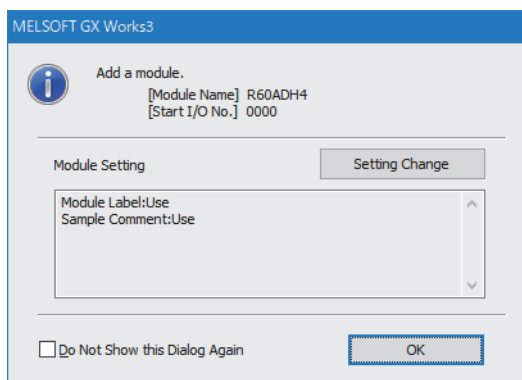 MELSOFT GX Works3
Add a module.
[Module Name] R60ADH4
[Start I/O No.] 0000
Module Setting
Setting Change
Module Label:Use
Sample Comment:Use
Do Not Show this Dialog Again
OK